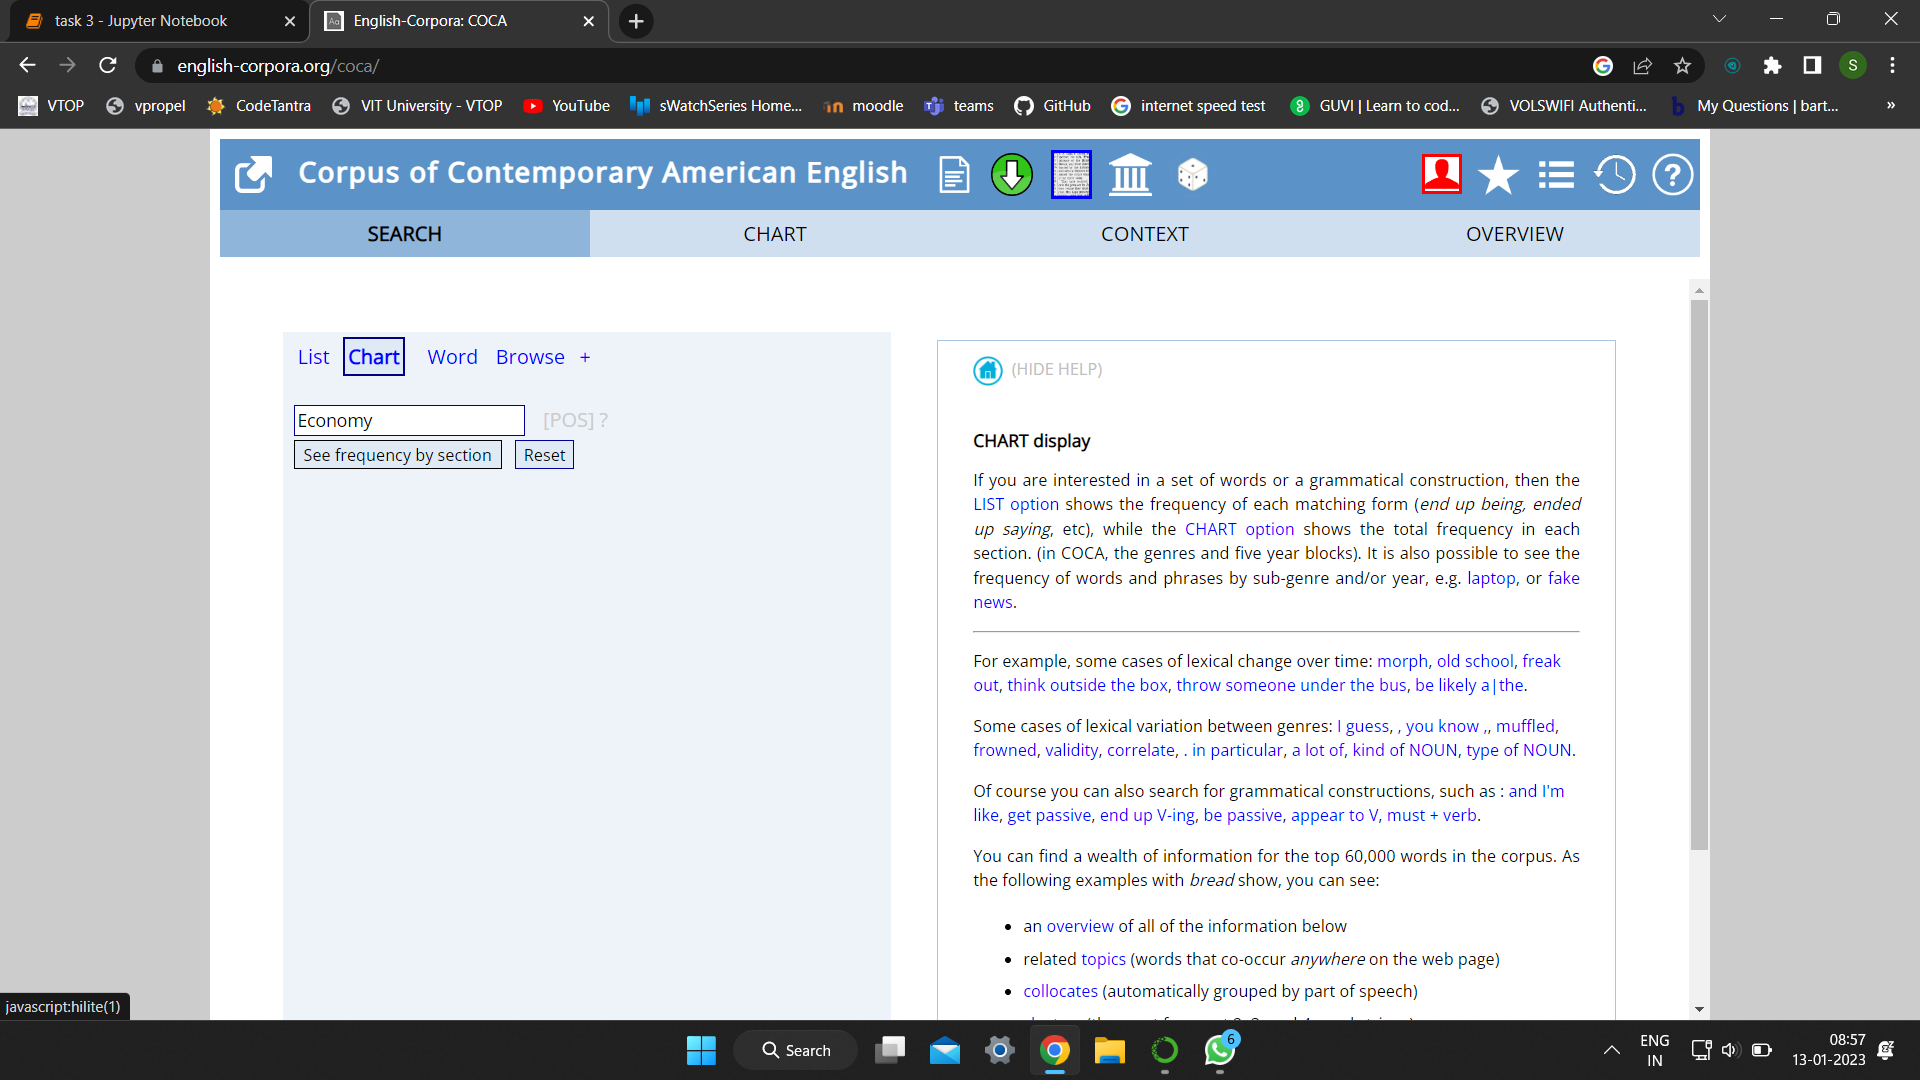 task 3 - Jupyter Notebook
English-Corpora: COCA
english-corpora.org/coca/
S
VTOP
vpropel
CodeTantra
VIT University - VTOP
YouTube
sWatchSeries Home...
moodle
teams
GitHub
internet speed test
GUVI | Learn to cod...
VOLSWIFI Authenti...
My Questions | bart...
»
Corpus of Contemporary American English
SEARCH
CHART
CONTEXT
OVERVIEW
List Chart Word Browse +
Economy [POS] ?
See frequency by section Reset
(HIDE HELP)
CHART display
If you are interested in a set of words or a grammatical construction, then the
LIST option shows the frequency of each matching form (end up being, ended
up saying, etc), while the CHART option shows the total frequency in each
section. (in COCA, the genres and five year blocks). It is also possible to see the
frequency of words and phrases by sub-genre and/or year, e.g. laptop, or fake
news.
For example, some cases of lexical change over time: morph, old school, freak
out, think outside the box, throw someone under the bus, be likely a|the.
Some cases of lexical variation between genres: I guess, , you know ,, muffled,
frowned, validity, correlate, . in particular, a lot of, kind of NOUN, type of NOUN.
Of course you can also search for grammatical constructions, such as : and I'm
like, get passive, end up V-ing, be passive, appear to V, must + verb.
You can find a wealth of information for the top 60,000 words in the corpus. As
the following examples with bread show, you can see:
• an overview of all of the information below
• related topics (words that co-occur anywhere on the web page)
• collocates (automatically grouped by part of speech)
javascript:hilite(1)
Search
6
ENG
IN
08:57
13-01-2023